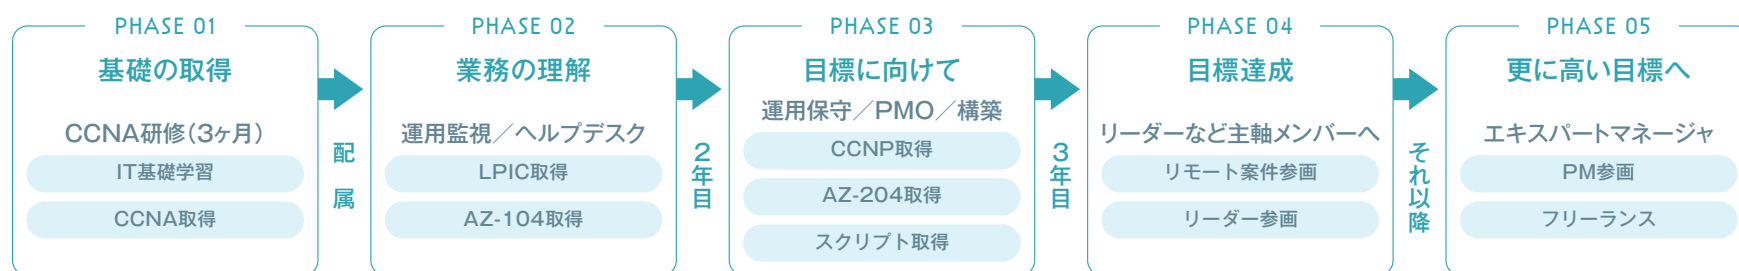 PHASE 01
基礎の取得
CCNA研修（3ヶ月）
IT基礎学習
CCNA取得
配属
PHASE 02
業務の理解
運用監視／ヘルプデスク
LPIC取得
AZ-104取得
2年目
PHASE 03
目標に向けて
運用保守／PMO／構築
CCNP取得
AZ-204取得
スクリプト取得
3年目
PHASE 04
目標達成
リーダーなど主軸メンバーへ
リモート案件参画
リーダー参画
それ以降
PHASE 05
更に高い目標へ
エキスパートマネージャ
PM参画
フリーランス